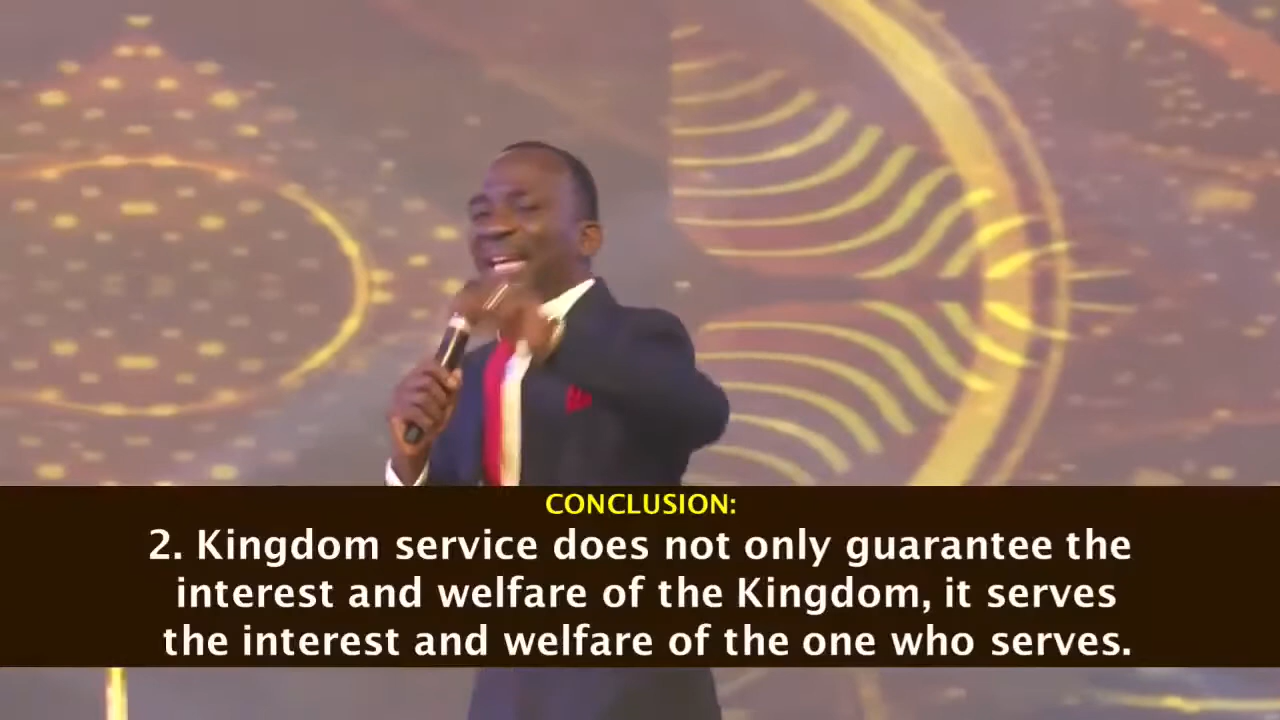 CONCLUSION:
2. Kingdom service does not only guarantee the
interest and welfare of the Kingdom, it serves
the interest and welfare of the one who serves.